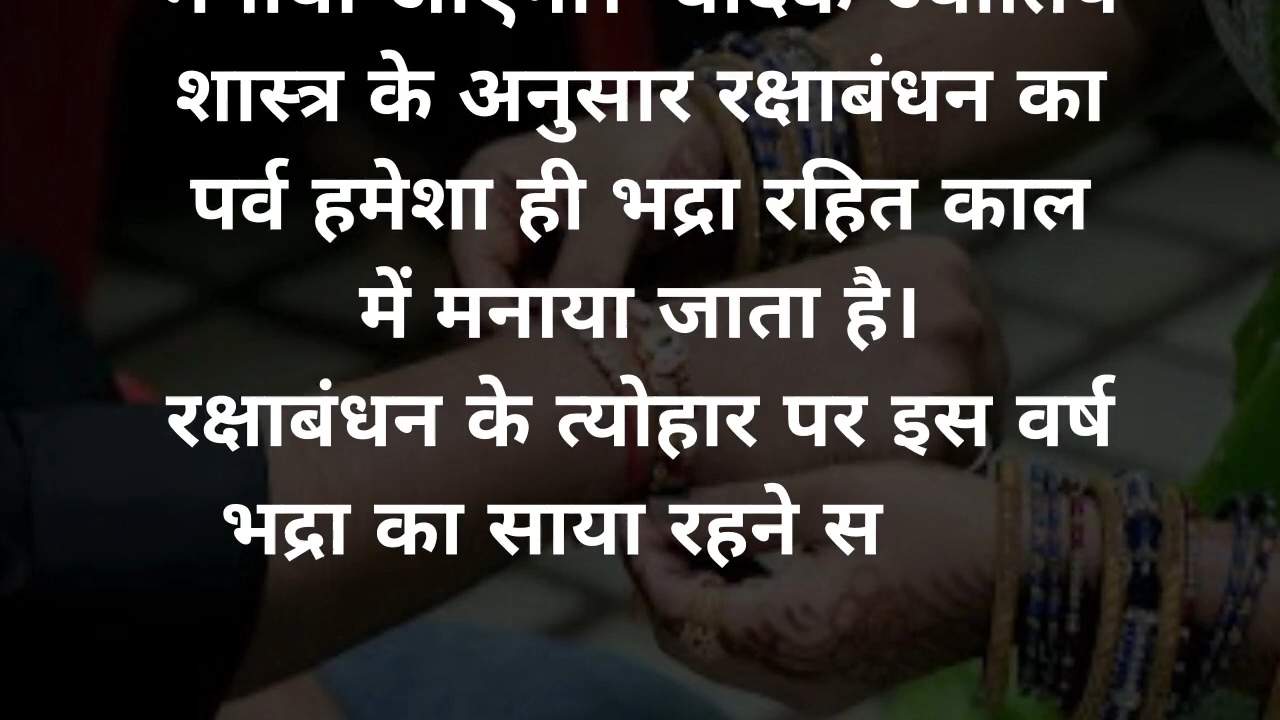 शास्त्र के अनुसार रक्षाबंधन का
पर्व हमेशा ही भद्रा रहित काल
में मनाया जाता है।
रक्षाबंधन के त्योहार पर इस वर्ष
भद्रा का साया रहने स